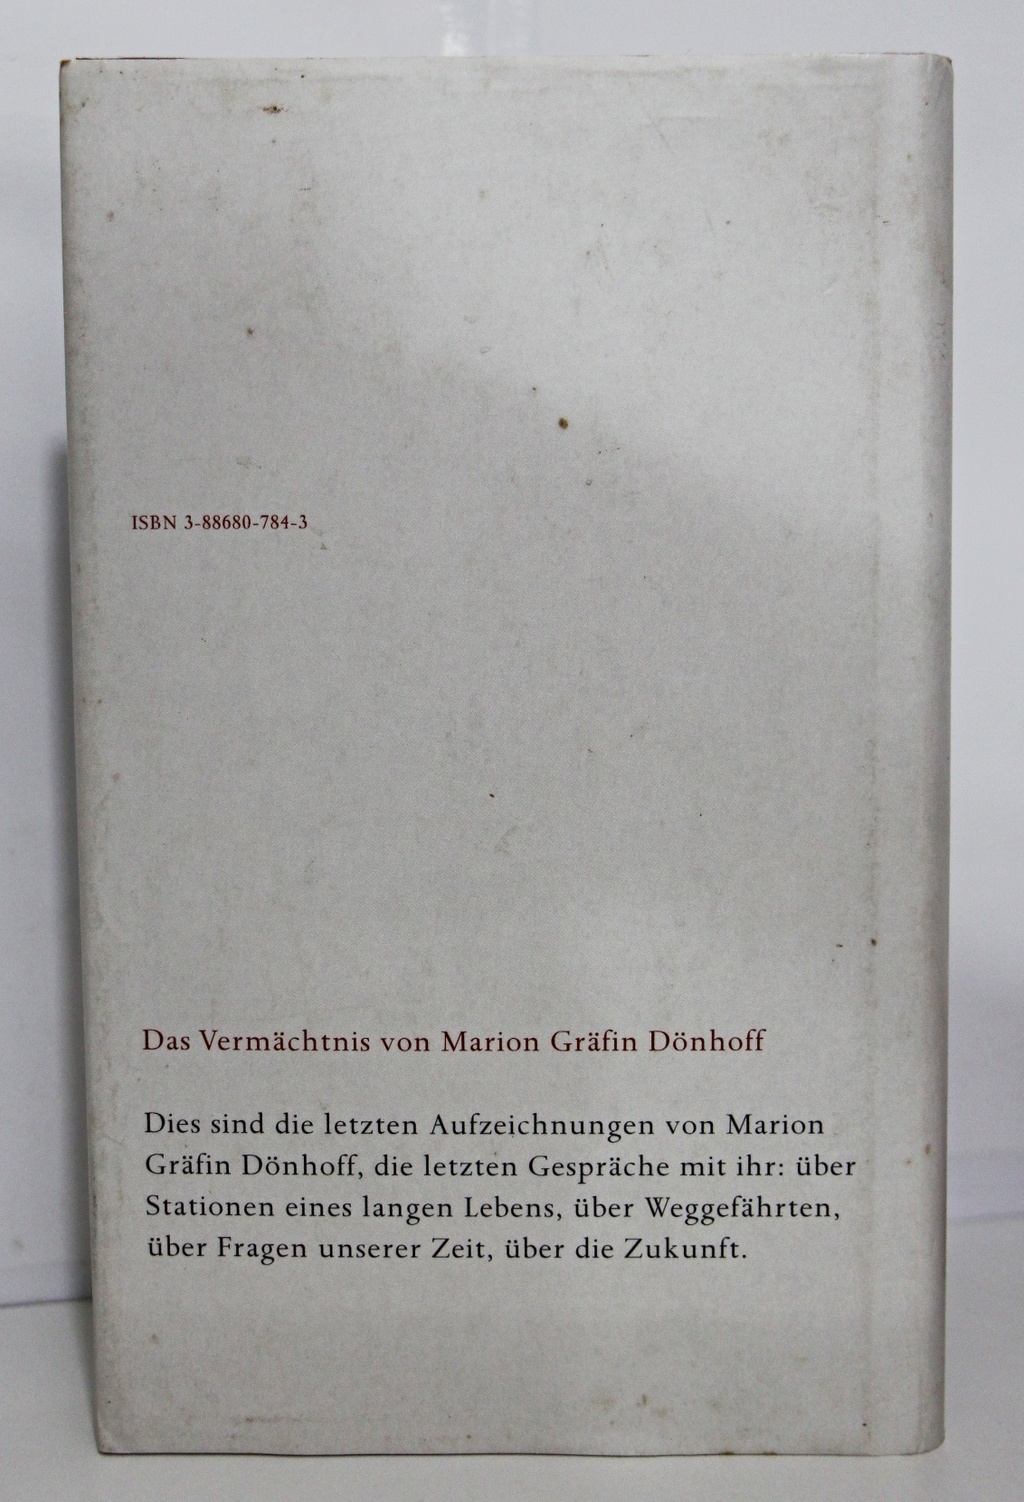 ISBN 3-88680-784-3
Das Vermächtnis von Marion Gräfin Dönhoff
Dies sind die letzten Aufzeichnungen von Marion
Gräfin Dönhoff, die letzten Gespräche mit ihr: über
Stationen eines langen Lebens, über Weggefährten,
über Fragen unserer Zeit, über die Zukunft.